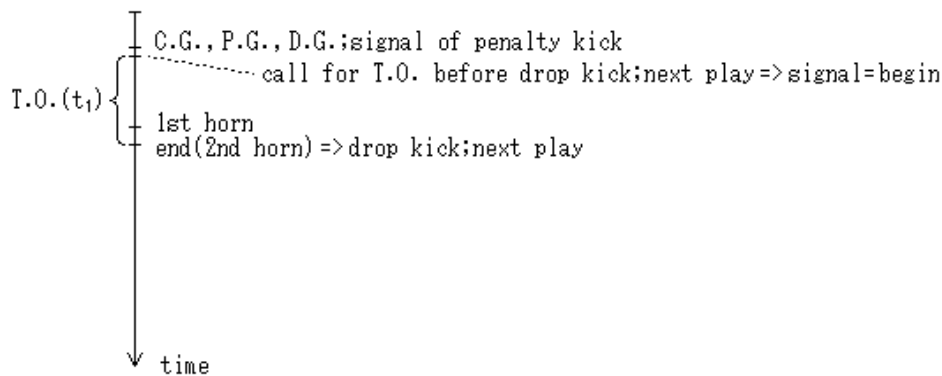 C.G., P.G., D.G.;signal of penalty kick
call for T.O. before drop kick;next play=>signal=begin
T.O.(t₁)
1st horn
end(2nd horn)=>drop kick;next play
time